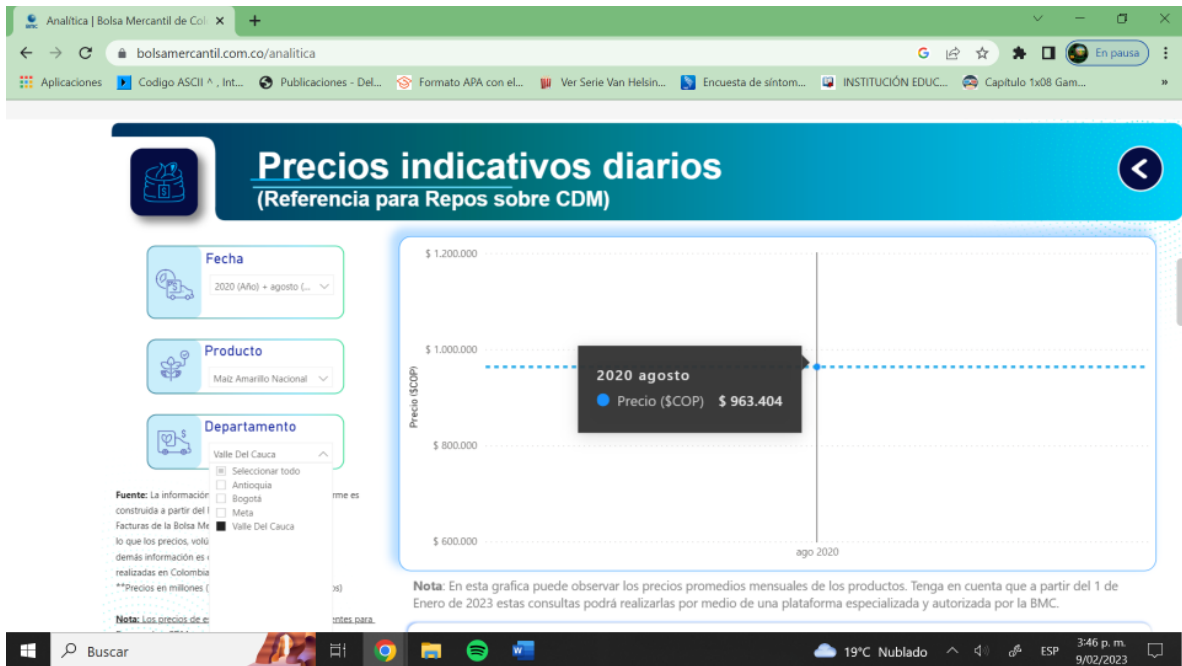 Analítica | Bolsa Mercantil de Col
bolsamercantil.com.co/analitica
En pausa
Aplicaciones
Codigo ASCII ^ , Int...
Publicaciones - Del...
Formato APA con el...
Ver Serie Van Helsin...
Encuesta de síntom...
INSTITUCIÓN EDUC...
Capítulo 1x08 Gam...
»
Precios indicativos diarios
(Referencia para Repos sobre CDM)
Fecha
2020 (Año) + agosto (...
Producto
Maiz Amarillo Nacional
Departamento
Valle Del Cauca
Seleccionar todo
Antioquia
Bogotá
Meta
Valle Del Cauca
Fuente: La información
rme es
construida a partir del
Facturas de la Bolsa Me
lo que los precios, volú
demás información es
realizadas en Colombia
**Precios en millones (
os)
Nota: Los precios de e
entes para
$ 1.200.000
$ 1.000.000
$ 800.000
$ 600.000
Precio ($COP)
2020 agosto
Precio ($COP) $ 963.404
ago 2020
Nota: En esta grafica puede observar los precios promedios mensuales de los productos. Tenga en cuenta que a partir del 1 de
Enero de 2023 estas consultas podrá realizarlas por medio de una plataforma especializada y autorizada por la BMC.
Buscar
19°C Nublado
ESP
3:46 p. m.
9/02/2023